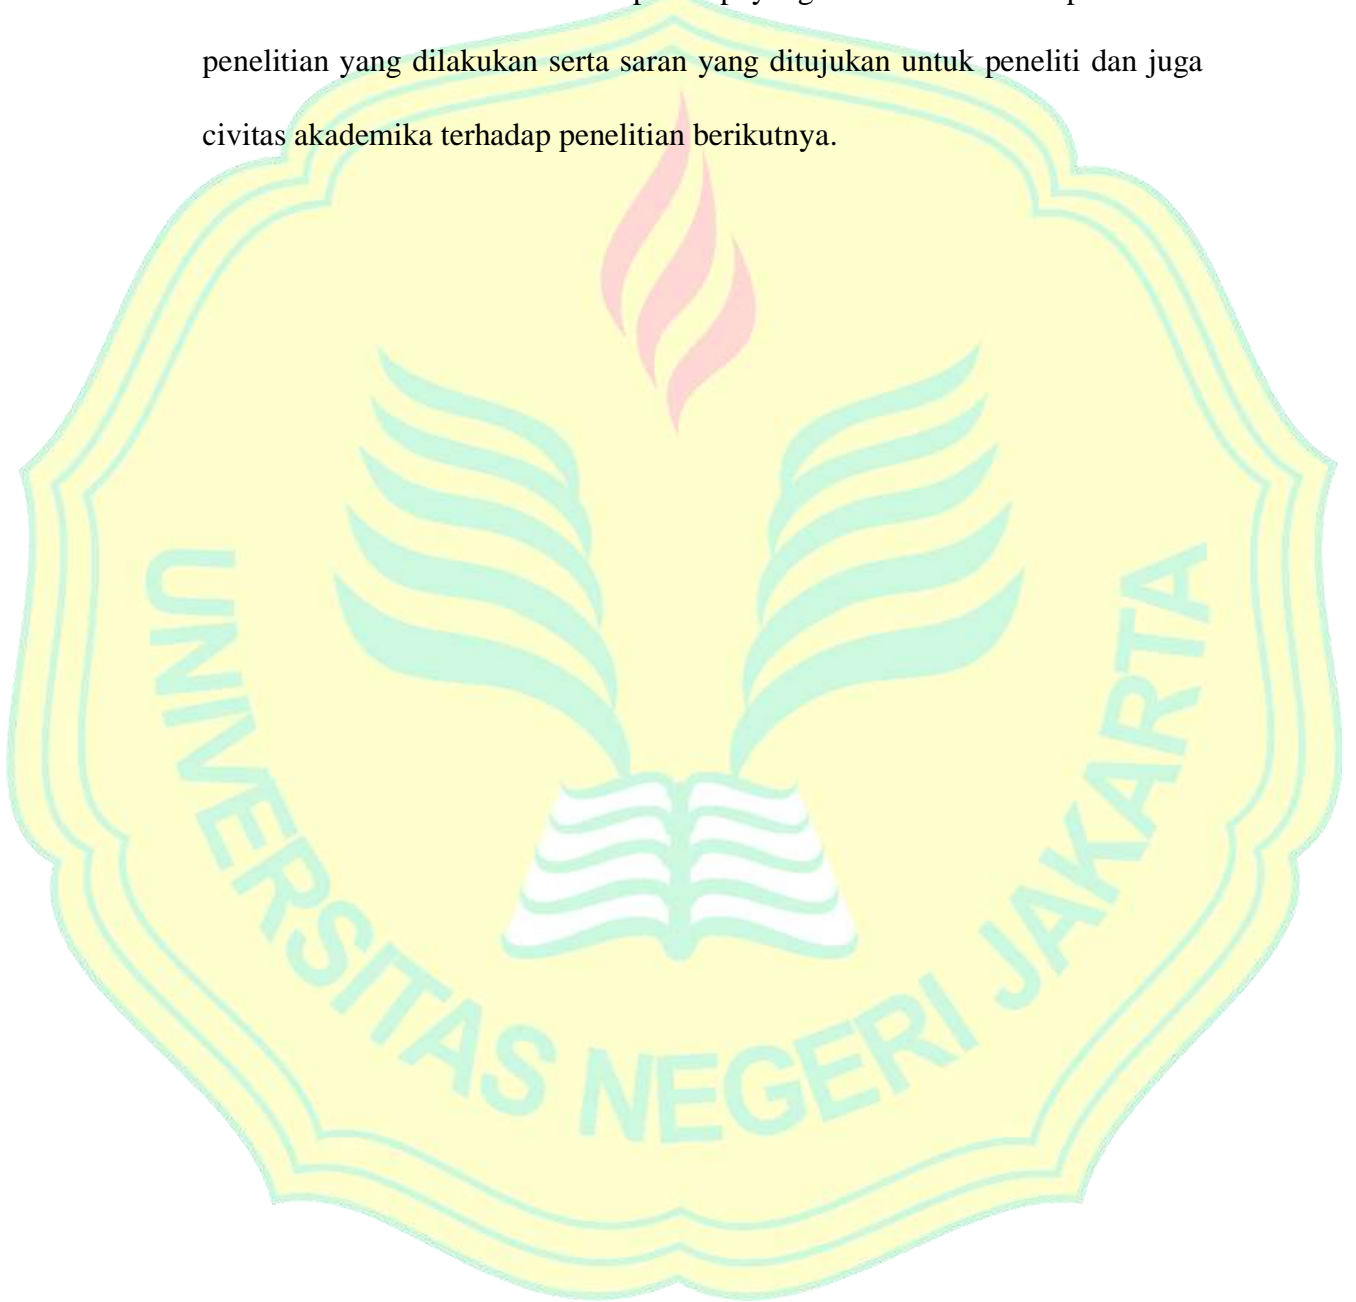 penelitian yang dilakukan serta saran yang ditujukan untuk peneliti dan juga
civitas akademika terhadap penelitian berikutnya.
UNIVERSITAS NEGERI JAKARTA